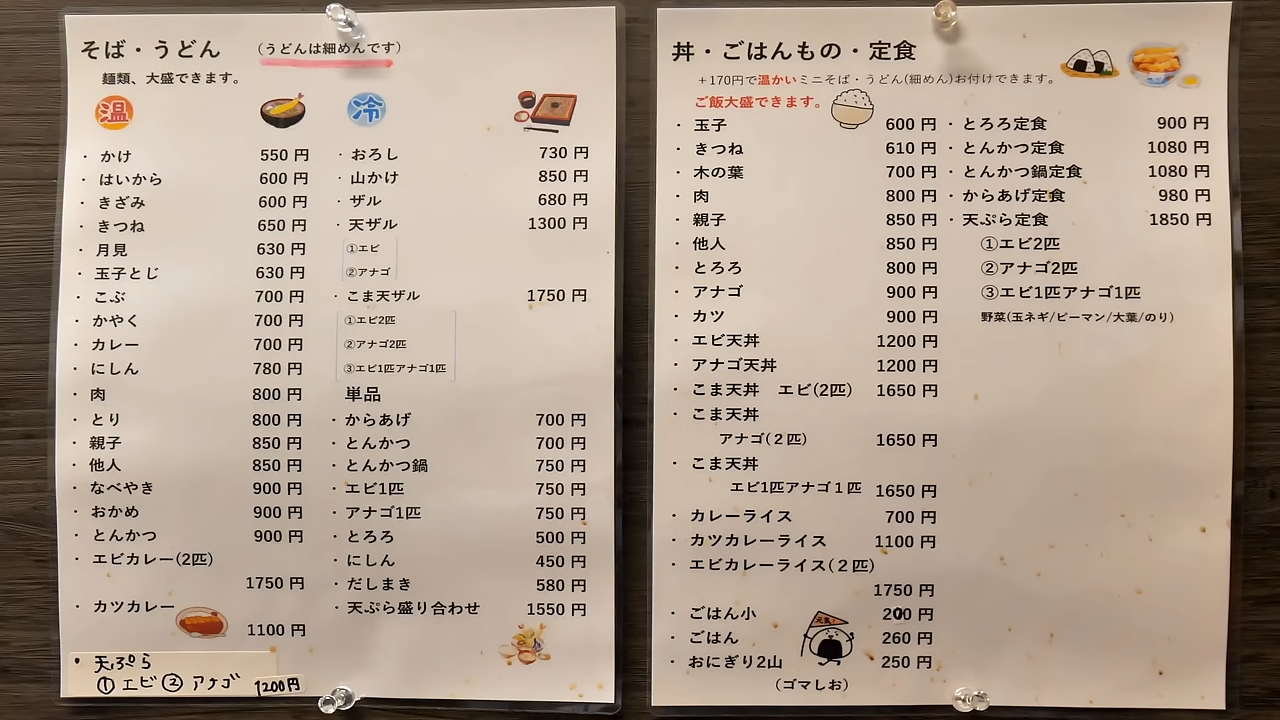 そば・うどん （うどんは細めんです）
麺類、大盛できます。
温
・かけ 550 円
・はいから 600 円
・きざみ 600 円
・きつね 650 円
・月見 630 円
・玉子とじ 630 円
・こぶ 700 円
・かやく 700 円
・カレー 700 円
・にしん 780 円
・肉 800 円
・とり 800 円
・親子 850 円
・他人 850 円
・なべやき 900 円
・おかめ 900 円
・とんかつ 900 円
・エビカレー(2匹)
1750 円
・カツカレー
1100 円
・天ぷら
①エビ ②アナゴ 1200円
冷
・おろし 730 円
・山かけ 850 円
・ザル 680 円
・天ザル 1300 円
①エビ
②アナゴ
・こま天ザル 1750 円
①エビ2匹
②アナゴ2匹
③エビ1匹アナゴ1匹
単品
・からあげ 700 円
・とんかつ 700 円
・とんかつ鍋 750 円
・エビ1匹 750 円
・アナゴ1匹 750 円
・とろろ 500 円
・にしん 450 円
・だしまき 580 円
・天ぷら盛り合わせ 1550 円
丼・ごはんもの・定食
＋170円で温かいミニそば・うどん(細めん)お付けできます。
ご飯大盛できます。
・玉子 600 円
・きつね 610 円
・木の葉 700 円
・肉 800 円
・親子 850 円
・他人 850 円
・とろろ 800 円
・アナゴ 900 円
・カツ 900 円
・エビ天丼 1200 円
・アナゴ天丼 1200 円
・こま天丼 エビ(2匹) 1650 円
・こま天丼
アナゴ(２匹) 1650 円
・こま天丼
エビ1匹アナゴ１匹 1650 円
・カレーライス 700 円
・カツカレーライス 1100 円
・エビカレーライス(２匹)
1750 円
・ごはん小 200 円
・ごはん 260 円
・おにぎり2山 250 円
（ゴマしお）
元気!
・とろろ定食 900 円
・とんかつ定食 1080 円
・とんかつ鍋定食 1080 円
・からあげ定食 980 円
・天ぷら定食 1850 円
①エビ2匹
②アナゴ2匹
③エビ1匹アナゴ1匹
野菜(玉ネギ/ピーマン/大葉/のり)